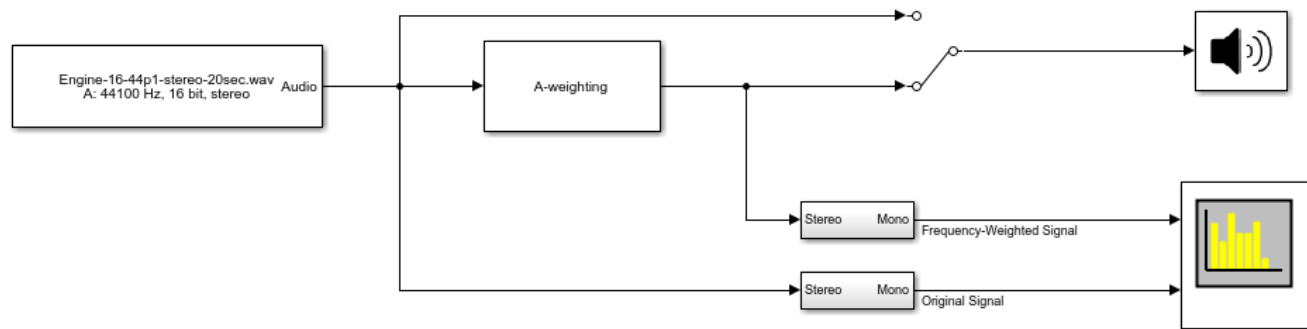 Engine-16-44p1-stereo-20sec.wav
A: 44100 Hz, 16 bit, stereo
Audio
A-weighting
Stereo Mono
Frequency-Weighted Signal
Stereo Mono
Original Signal